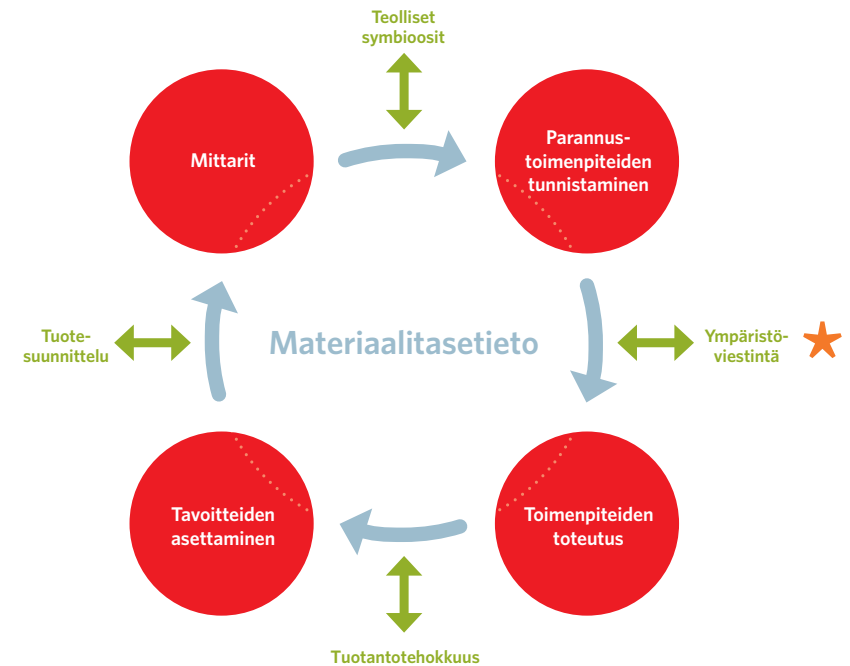 Teolliset
symbioosit
Mittarit
Parannus-
toimenpiteiden
tunnistaminen
Tuote-
suunnittelu
Materiaalitasetieto
Ympäristö-
viestintä
Tavoitteiden
asettaminen
Toimenpiteiden
toteutus
Tuotantotehokkuus